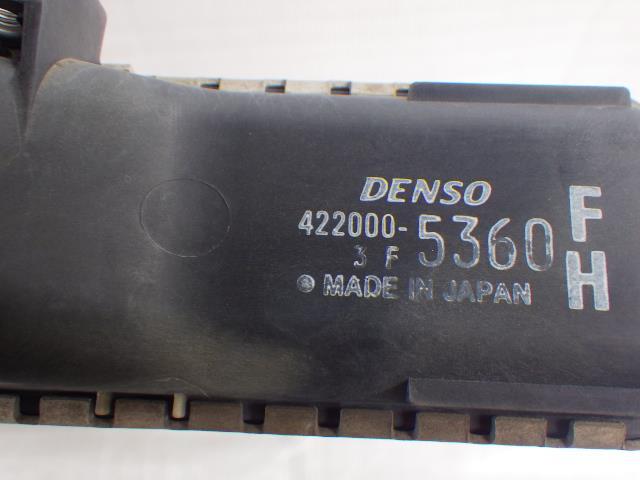 DENSO
422000-5360
3 F
MADE IN JAPAN
F
H